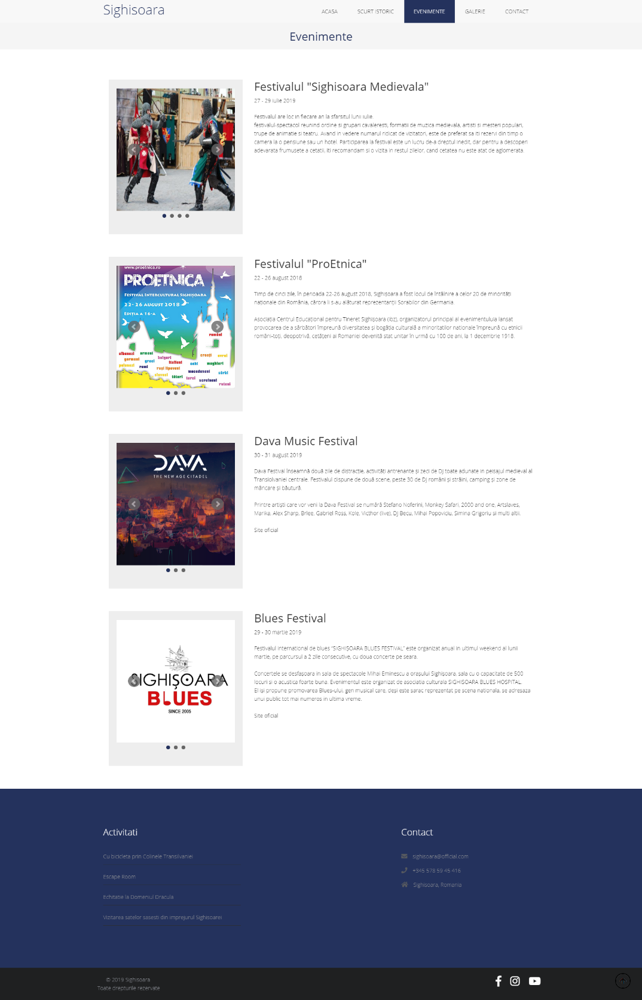 Sighisoara
ACASA
SCURT ISTORIC
EVENIMENTE
GALERIE
CONTACT
Evenimente
Festivalul "Sighisoara Medievala"
27 - 29 iulie 2019
Festivalul are loc in fiecare an la sfarsitul lunii iulie.
festivalul-spectacol reunind ordine si grupari cavaleresti, formatii de muzica medievala, artisti si mesteri populari,
trupe de animatie si teatru. Avand in vedere numarul ridicat de vizitatori, este de preferat sa iti rezervi din timp o
camera la o pensiune sau un hotel. Participarea la festival este un lucru de-a dreptul inedit, dar pentru a descoperi
adevarata frumusete a cetatii, iti recomandam si o vizita in restul zilelor, cand cetatea nu este atat de aglomerata.
www.proetnica.ro
PROETNICA
FESTIVAL INTERCULTURAL SIGHIȘOARA
22- 26 AUGUST 2018
EDIȚIA A 16-A
români
albanezi
armeni
croați
evrei
germani
bulgari
greci
italieni
polonezi
romi
cehi
maghiari
ruși lipoveni
macedoneni
sârbi
slovaci
tătari
turci
ucraineni
ruteni
Festivalul "ProEtnica"
22 - 26 august 2018
Timp de cinci zile, în perioada 22-26 august 2018, Sighișoara a fost locul de întâlnire a celor 20 de minorități
naționale din România, cărora li s-au alăturat reprezentanții Sorabilor din Germania.
Asociația Centrul Educațional pentru Tineret Sighișoara (ibz), organizatorul principal al evenimentuluia lansat
provocarea de a sărbători împreună diversitatea și bogăția culturală a minoritatilor nationale împreună cu etnicii
români-toți, deopotrivă, cetățeni ai Romaniei devenită stat unitar în urmă cu 100 de ani, la 1 decembrie 1918.
DAVA
THE NEW AGE CITADEL
Dava Music Festival
30 - 31 august 2019
Dava Festival înseamnă două zile de distracție, activități antrenante și zeci de DJ toate adunate in peisajul medieval al
Translolvaniei centrale. Festivalul dispune de două scene, peste 30 de DJ români și străini, camping și zone de
mâncare și băutură.
Printre artiști care vor veni la Dava Festival se numără Stefano Noferini, Monkey Safari, 2000 and one, Artslaves,
Marika, Alex Sharp, Brlee, Gabriel Ross, Kole, Victhor (live), DJ Becu, Mihai Popoviciu, Simina Grigoriu si multi altii.
Site oficial
SIGHIȘOARA
BLUES
SINCE 2005
Blues Festival
29 - 30 martie 2019
Festivalul international de blues “SIGHIȘOARA BLUES FESTIVAL” este organizat anual in ultimul weekend al lunii
martie, pe parcursul a 2 zile consecutive, cu doua concerte pe seara.
Concertele se desfașoara in sala de spectacole Mihai Eminescu a orașului Sighișoara, sala cu o capacitate de 500
locuri si o acustica foarte buna. Evenimentul este organizat de asociatia culturala SIGHISOARA BLUES HOSPITAL.
El iși propune promovarea Blues-ului, gen musical care, deși este sarac reprezentat pe scena nationala, se adresaza
unui public tot mai numeros in ultima vreme.
Site oficial
Activitati
Cu bicicleta prin Colinele Transilvaniei
Escape Room
Echitatie la Domeniul Dracula
Vizitarea satelor sasesti din imprejurul Sighisoarei
Contact
sighisoara@official.com
+345 578 59 45 416
Sighisoara, Romania
© 2019 Sighisoara
Toate drepturile rezervate